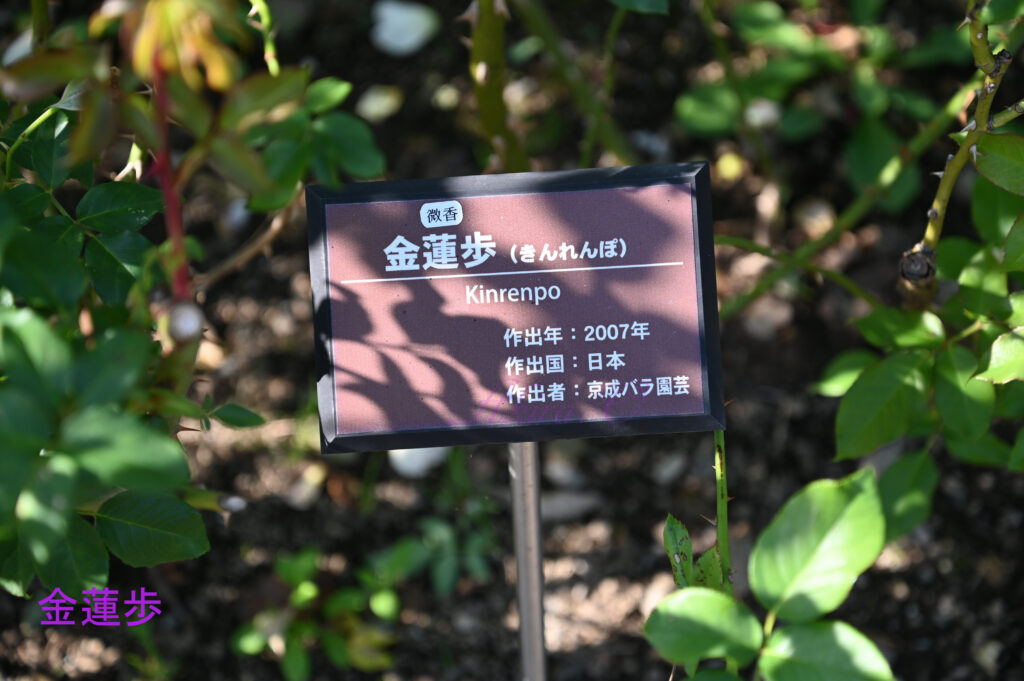 微香
金蓮歩（きんれんぽ）
Kinrenpo
作出年：2007年
作出国：日本
作出者：京成バラ園芸
金蓮歩